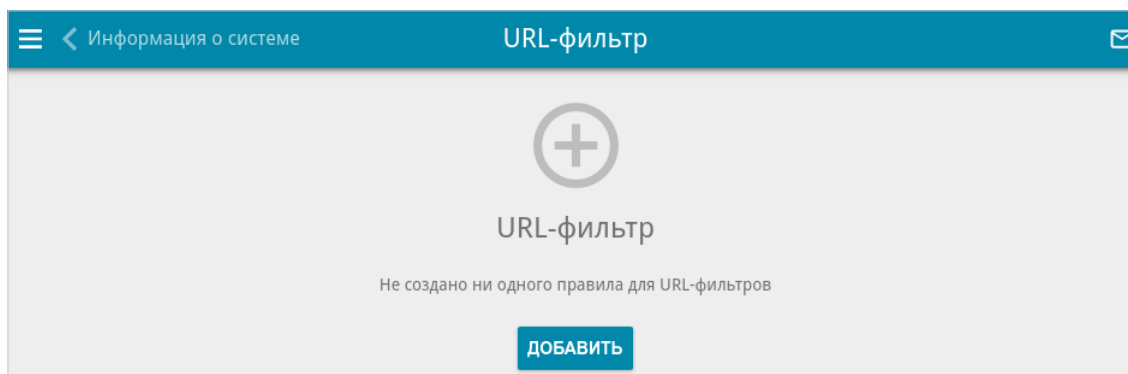 Информация о системе
URL-фильтр
URL-фильтр
Не создано ни одного правила для URL-фильтров
ДОБАВИТЬ